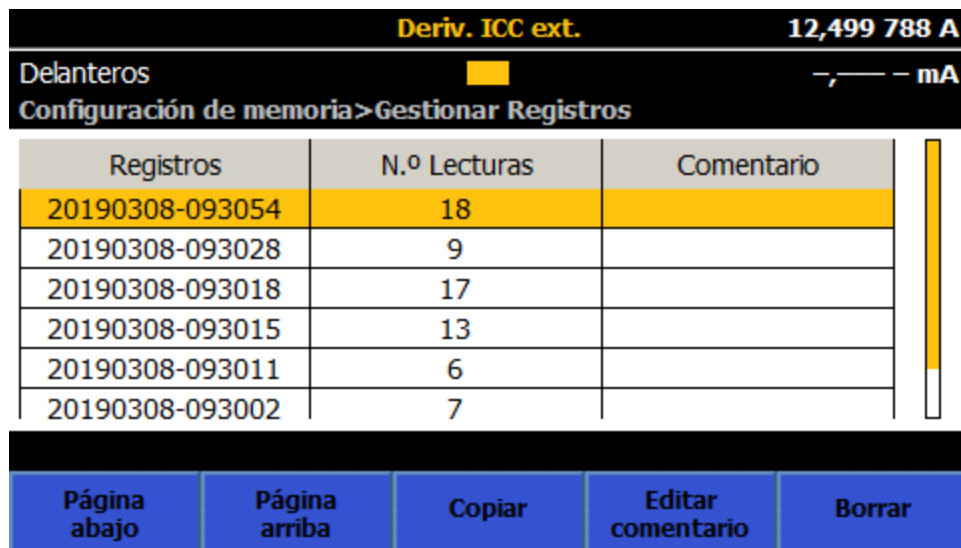 Deriv. ICC ext. 12,499 788 A
Delanteros –,—— – mA
Configuración de memoria>Gestionar Registros
Registros N.º Lecturas Comentario
20190308-093054 18
20190308-093028 9
20190308-093018 17
20190308-093015 13
20190308-093011 6
20190308-093002 7
Página abajo Página arriba Copiar Editar comentario Borrar